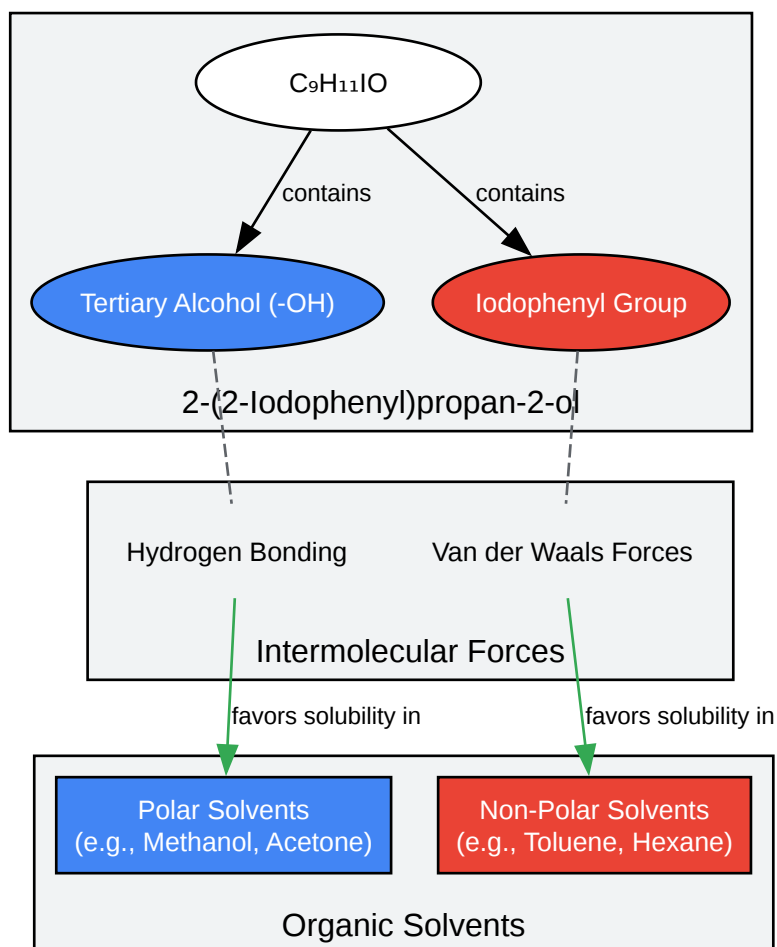 C₉H₁₁IO
contains
contains
Tertiary Alcohol (-OH)
Iodophenyl Group
2-(2-Iodophenyl)propan-2-ol
Hydrogen Bonding
Van der Waals Forces
Intermolecular Forces
favors solubility in
favors solubility in
Polar Solvents
(e.g., Methanol, Acetone)
Non-Polar Solvents
(e.g., Toluene, Hexane)
Organic Solvents